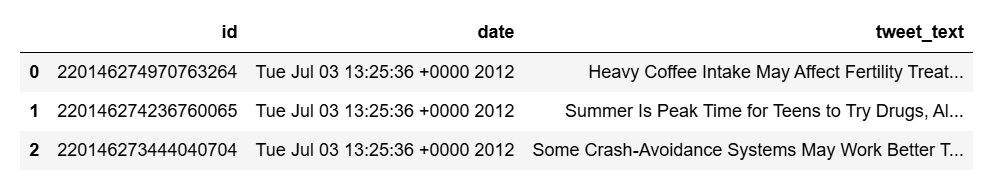 id date tweet_text
0 220146274970763264 Tue Jul 03 13:25:36 +0000 2012 Heavy Coffee Intake May Affect Fertility Treat...
1 220146274236760065 Tue Jul 03 13:25:36 +0000 2012 Summer Is Peak Time for Teens to Try Drugs, Al...
2 220146273444040704 Tue Jul 03 13:25:36 +0000 2012 Some Crash-Avoidance Systems May Work Better T...